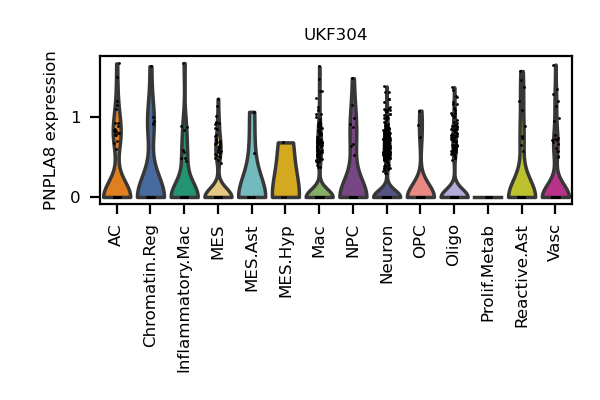 UKF304
PNPLA8 expression
1
0
AC
Chromatin.Reg
Inflammatory.Mac
MES
MES.Ast
MES.Hyp
Mac
NPC
Neuron
OPC
Oligo
Prolif.Metab
Reactive.Ast
Vasc